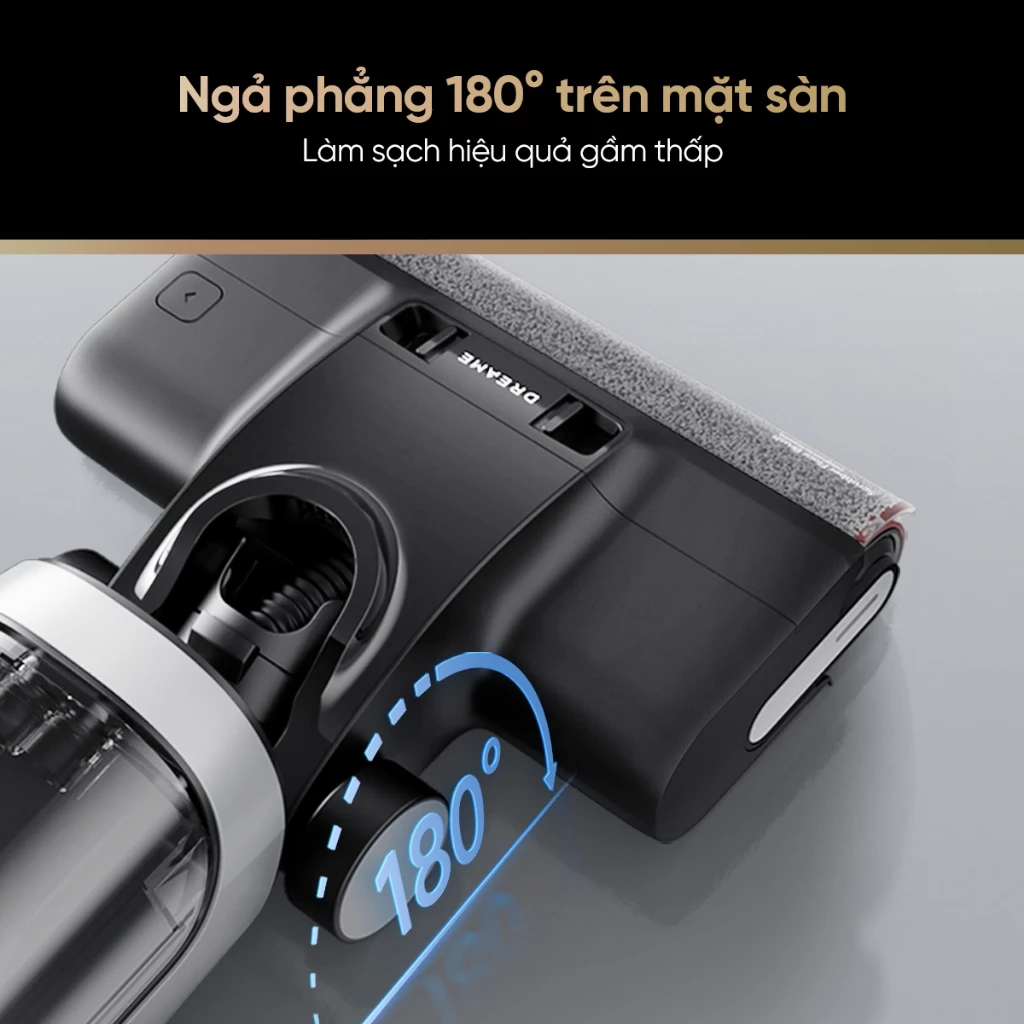 Ngả phẳng 180° trên mặt sàn
Làm sạch hiệu quả gầm thấp
DREAME
180°